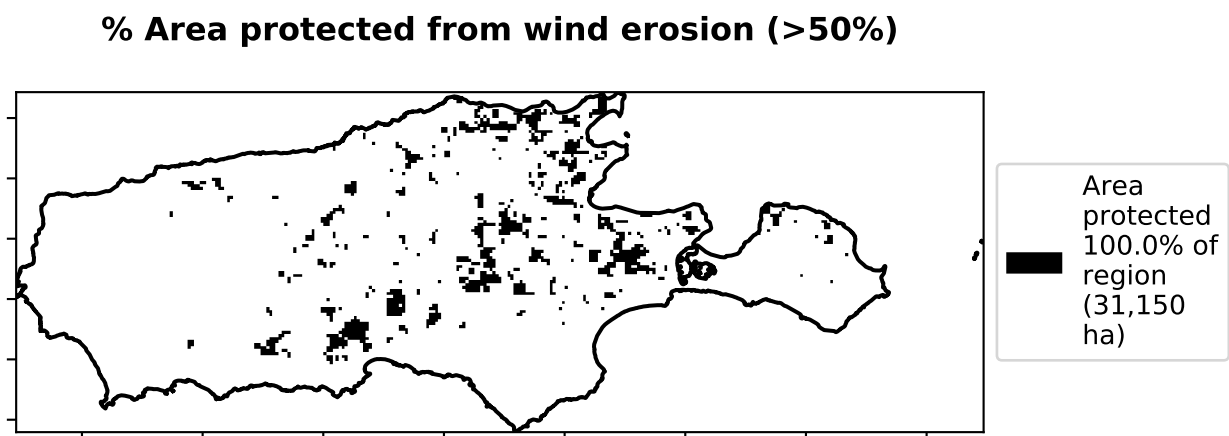 % Area protected from wind erosion (>50%)
Area
protected
100.0% of
region
(31,150
ha)